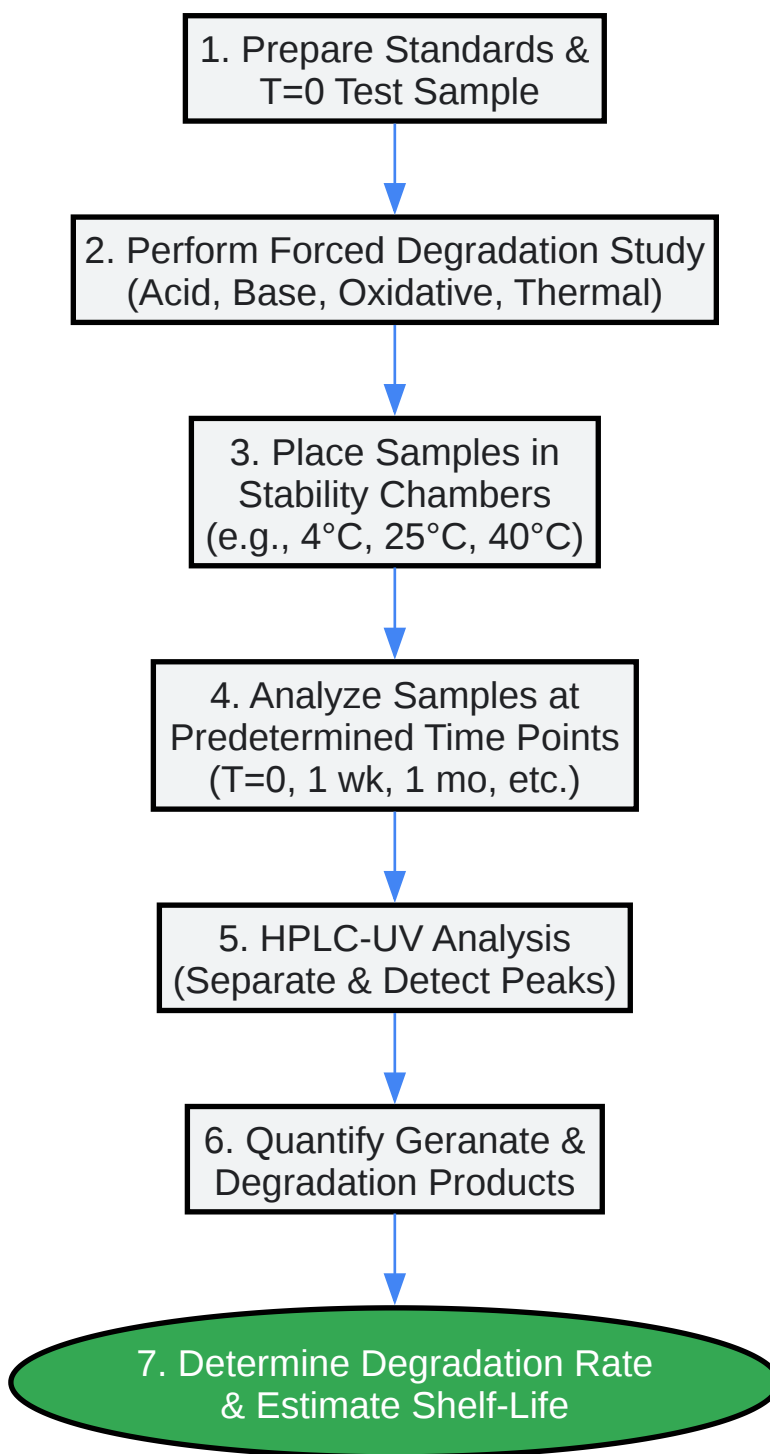 1. Prepare Standards &
T=0 Test Sample
2. Perform Forced Degradation Study
(Acid, Base, Oxidative, Thermal)
3. Place Samples in
Stability Chambers
(e.g., 4°C, 25°C, 40°C)
4. Analyze Samples at
Predetermined Time Points
(T=0, 1 wk, 1 mo, etc.)
5. HPLC-UV Analysis
(Separate & Detect Peaks)
6. Quantify Geranate &
Degradation Products
7. Determine Degradation Rate
& Estimate Shelf-Life